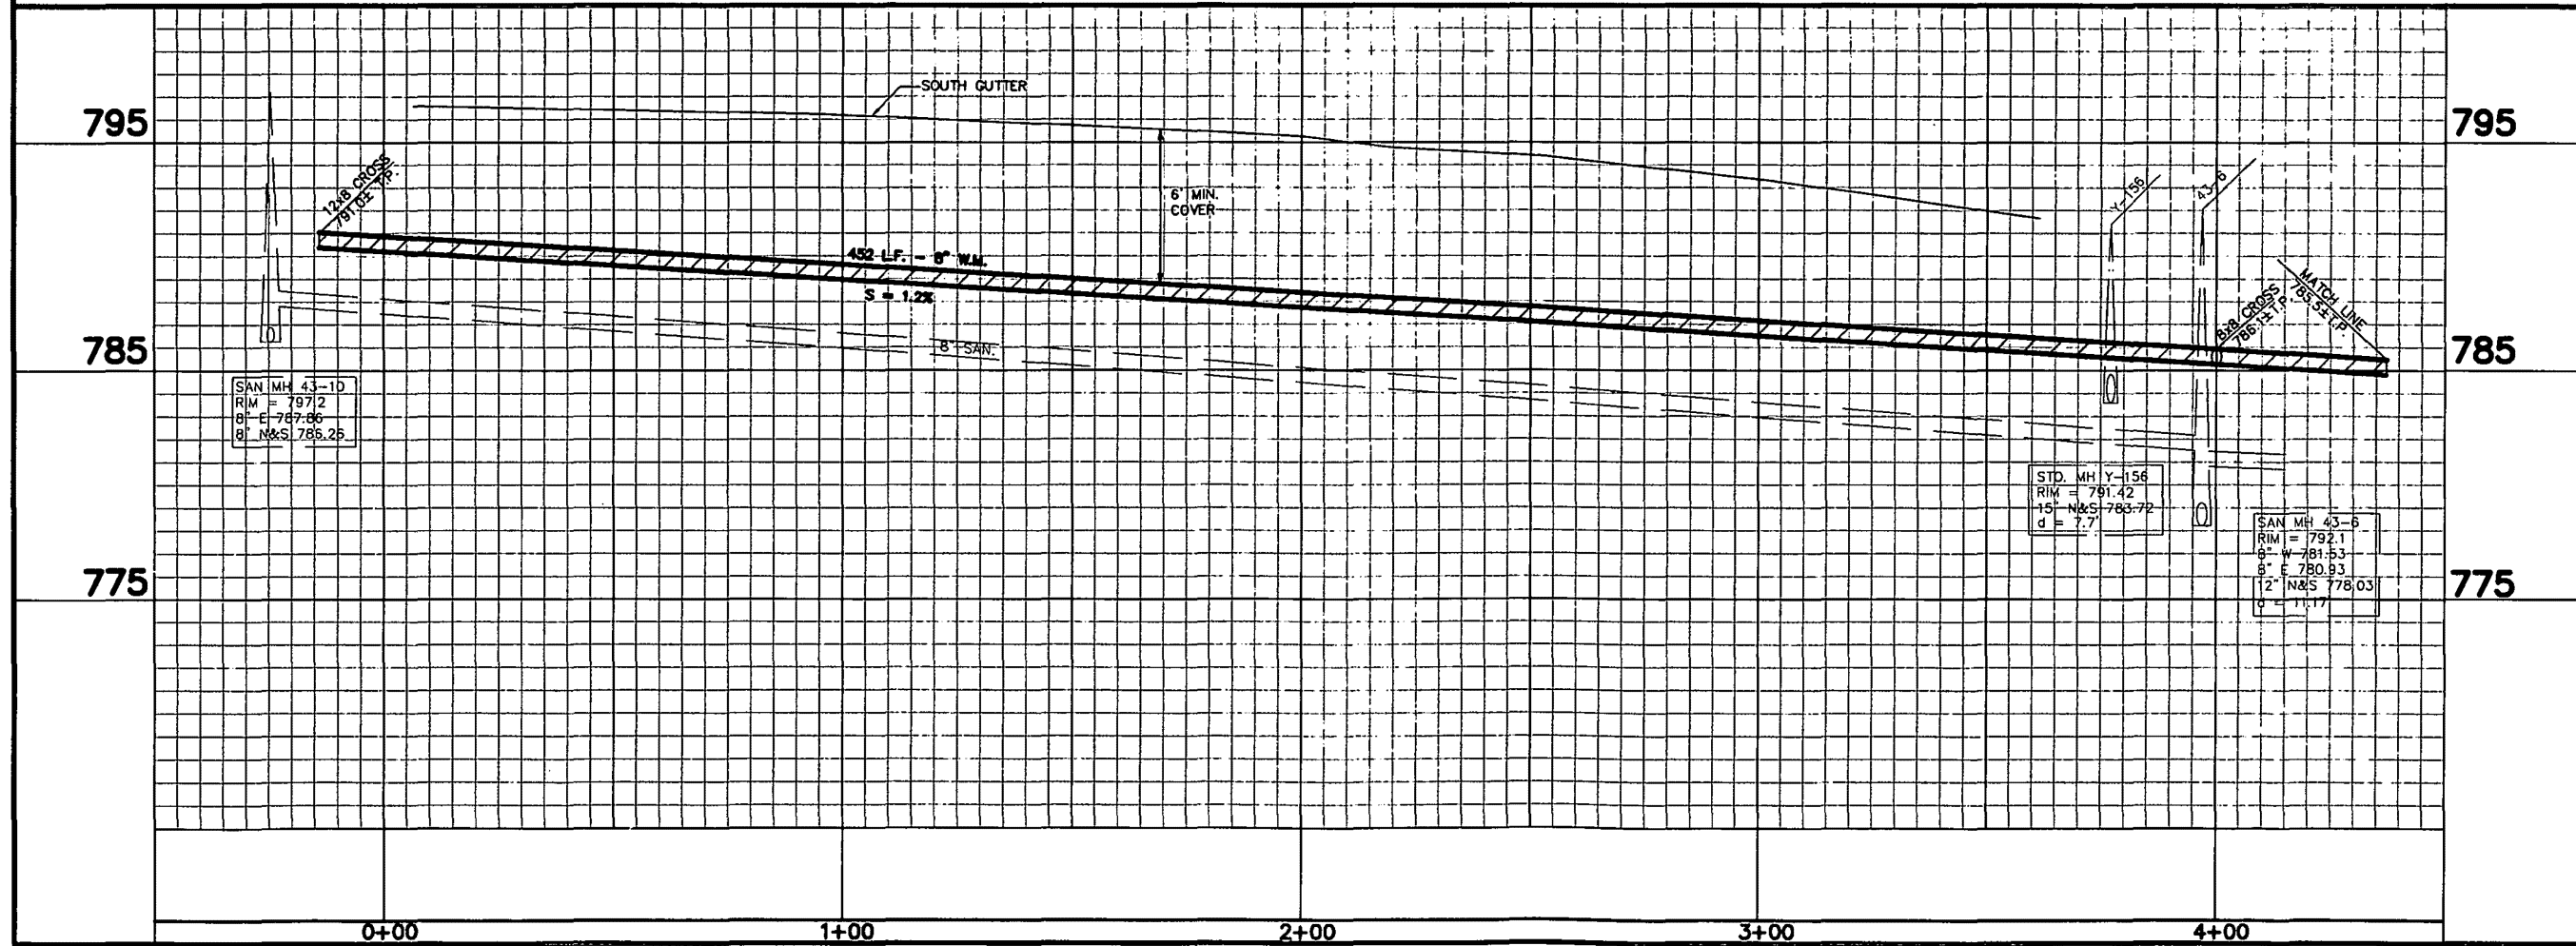 SOUTH GUTTER
795
795
12x8 CROSS
791.0± T.P.
6' MIN.
COVER
Y-156
43-6
452 L.F. - 8" W.M.
S = 1.2%
MATCH LINE
785.5± T.P.
8x8 CROSS
786.1± T.P.
8" SAN.
785
785
SAN MH 43-10
RIM = 797.2
8" E 787.86
8" N&S 786.26
STO. MH Y-156
RIM = 791.42
15" N&S 783.72
d = 7.7'
SAN MH 43-6
RIM = 792.1
8" W 781.53
8" E 780.93
12" N&S 778.03
d = 11.17'
775
775
0+00
1+00
2+00
3+00
4+00